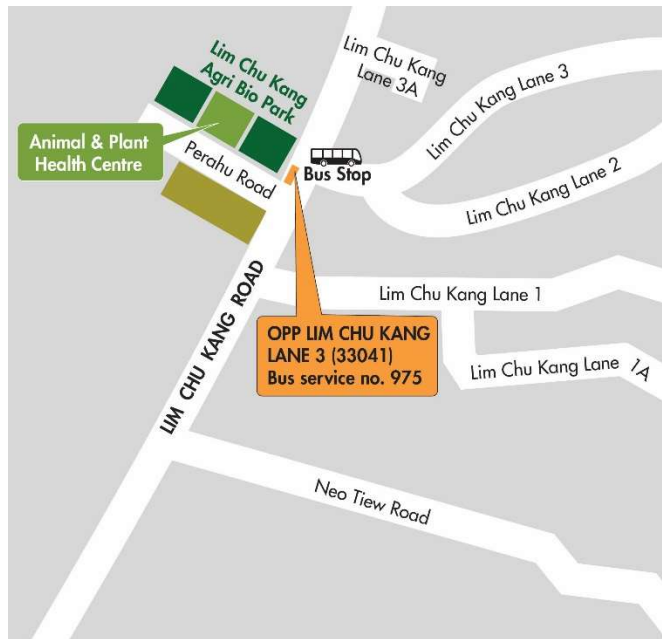 Lim Chu Kang
Agri Bio Park
Lim Chu Kang
Lane 3A
Lim Chu Kang Lane 3
Animal & Plant
Health Centre
Perahu Road
Bus Stop
Lim Chu Kang Lane 2
LIM CHU KANG ROAD
Lim Chu Kang Lane 1
OPP LIM CHU KANG
LANE 3 (33041)
Bus service no. 975
Lim Chu Kang Lane 1A
Neo Tiew Road